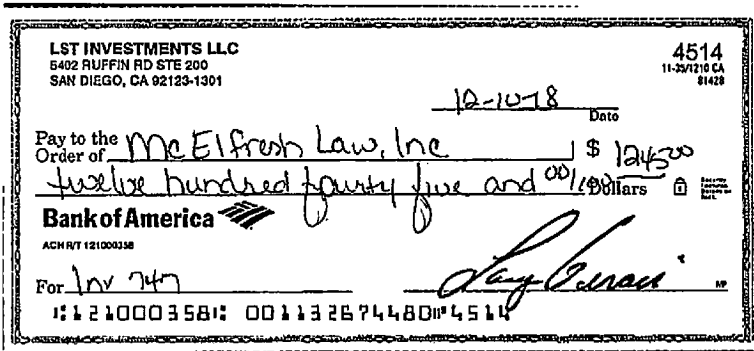 LST INVESTMENTS LLC
5402 RUFFIN RD STE 200
SAN DIEGO, CA 92123-1301
4514
11-35/1210 CA
81428
12-10-18
Date
Pay to the
Order of McElfresh Law, Inc $ 1245.00
twelve hundred fourty five and 00/100 Dollars
Bank of America
ACH R/T 121000358
For Inv 747
MP
⑆121000358⑆ 001132674480⑈4514